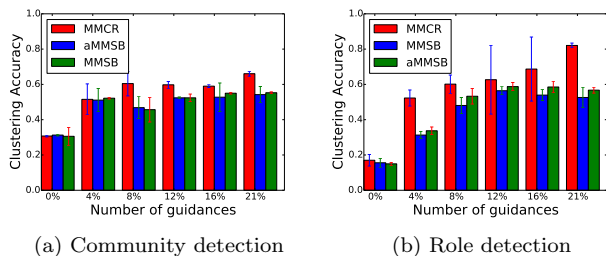 MMCR
aMMSB
MMSB
Clustering Accuracy
1.0
0.8
0.6
0.4
0.2
0.0
0% 4% 8% 12% 16% 21%
Number of guidances
(a) Community detection
MMCR
MMSB
aMMSB
Clustering Accuracy
1.0
0.8
0.6
0.4
0.2
0.0
0% 4% 8% 12% 16% 21%
Number of guidances
(b) Role detection